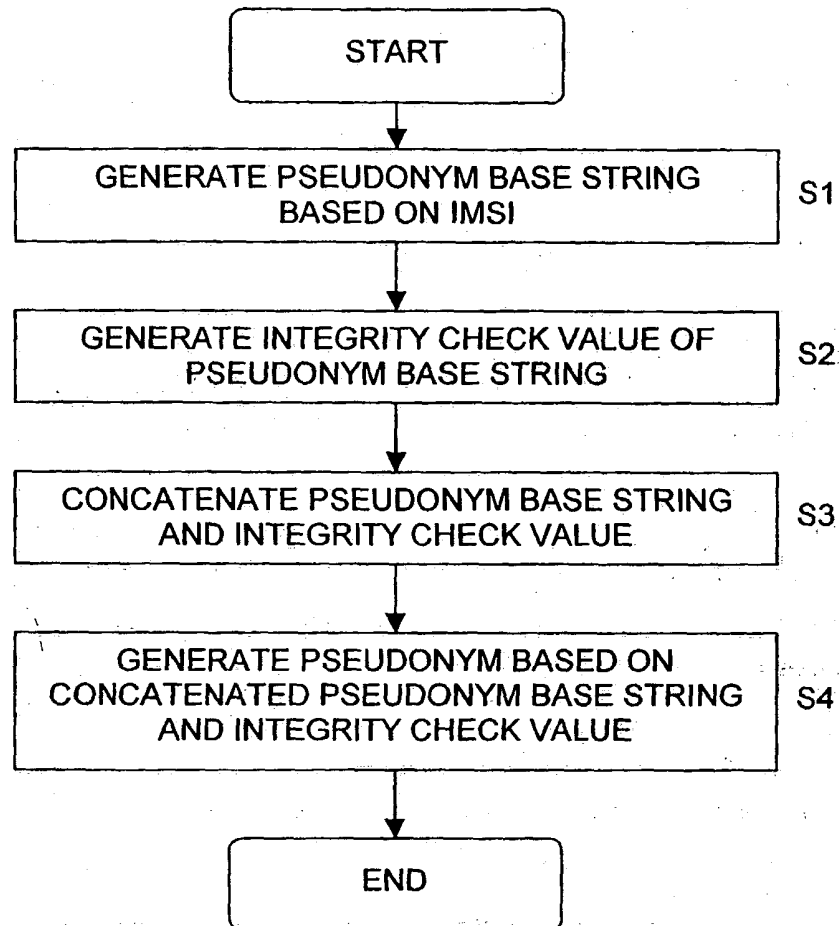 START
GENERATE PSEUDONYM BASE STRING
BASED ON IMSI
S1
GENERATE INTEGRITY CHECK VALUE OF
PSEUDONYM BASE STRING
S2
CONCATENATE PSEUDONYM BASE STRING
AND INTEGRITY CHECK VALUE
S3
GENERATE PSEUDONYM BASED ON
CONCATENATED PSEUDONYM BASE STRING
AND INTEGRITY CHECK VALUE
S4
END